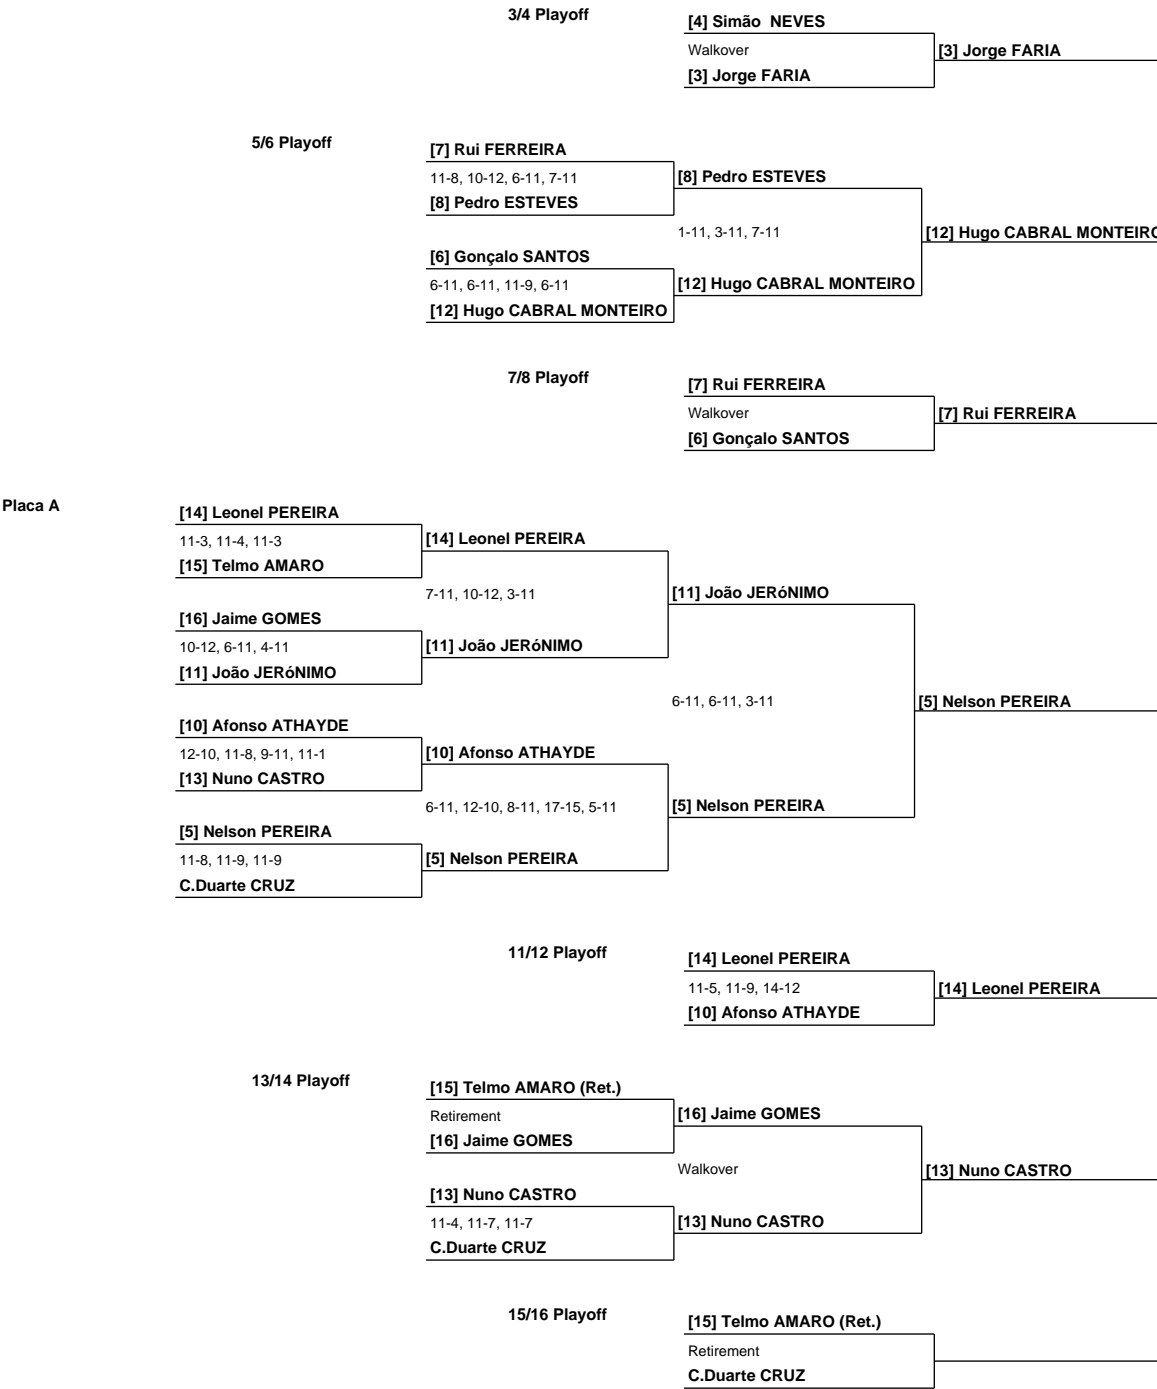 3/4 Playoff
[4] Simão  NEVES
Walkover
[3] Jorge FARIA
[3] Jorge FARIA
5/6 Playoff
[7] Rui FERREIRA
11-8, 10-12, 6-11, 7-11
[8] Pedro ESTEVES
[8] Pedro ESTEVES
1-11, 3-11, 7-11
[12] Hugo CABRAL MONTEIRO
[6] Gonçalo SANTOS
6-11, 6-11, 11-9, 6-11
[12] Hugo CABRAL MONTEIRO
[12] Hugo CABRAL MONTEIRO
7/8 Playoff
[7] Rui FERREIRA
Walkover
[7] Rui FERREIRA
[6] Gonçalo SANTOS
Placa A
[14] Leonel PEREIRA
11-3, 11-4, 11-3
[14] Leonel PEREIRA
[15] Telmo AMARO
7-11, 10-12, 3-11
[11] João JERóNIMO
[16] Jaime GOMES
10-12, 6-11, 4-11
[11] João JERóNIMO
[11] João JERóNIMO
6-11, 6-11, 3-11
[5] Nelson PEREIRA
[10] Afonso ATHAYDE
12-10, 11-8, 9-11, 11-1
[10] Afonso ATHAYDE
[13] Nuno CASTRO
6-11, 12-10, 8-11, 17-15, 5-11
[5] Nelson PEREIRA
[5] Nelson PEREIRA
11-8, 11-9, 11-9
[5] Nelson PEREIRA
C.Duarte CRUZ
11/12 Playoff
[14] Leonel PEREIRA
11-5, 11-9, 14-12
[14] Leonel PEREIRA
[10] Afonso ATHAYDE
13/14 Playoff
[15] Telmo AMARO (Ret.)
Retirement
[16] Jaime GOMES
[16] Jaime GOMES
Walkover
[13] Nuno CASTRO
[13] Nuno CASTRO
11-4, 11-7, 11-7
[13] Nuno CASTRO
C.Duarte CRUZ
15/16 Playoff
[15] Telmo AMARO (Ret.)
Retirement
C.Duarte CRUZ